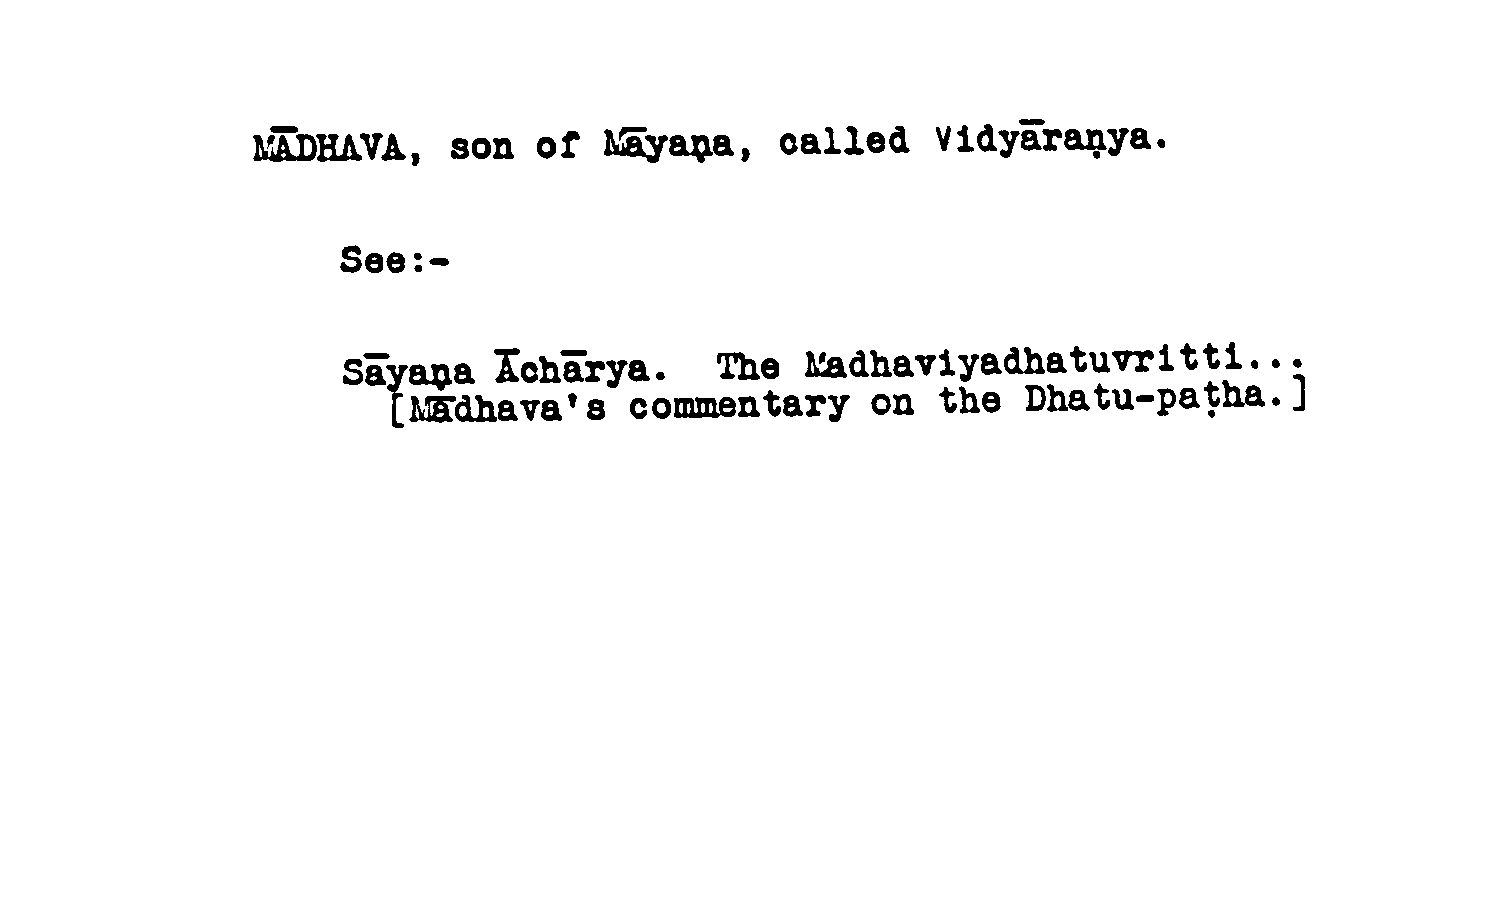 MĀDHAVA, son of Māyaṇa, called Vidyāraṇya.
See:-
Sāyaṇa Āchārya. The Madhaviyadhatuvritti...
[Mādhava's commentary on the Dhatu-paṭha.]